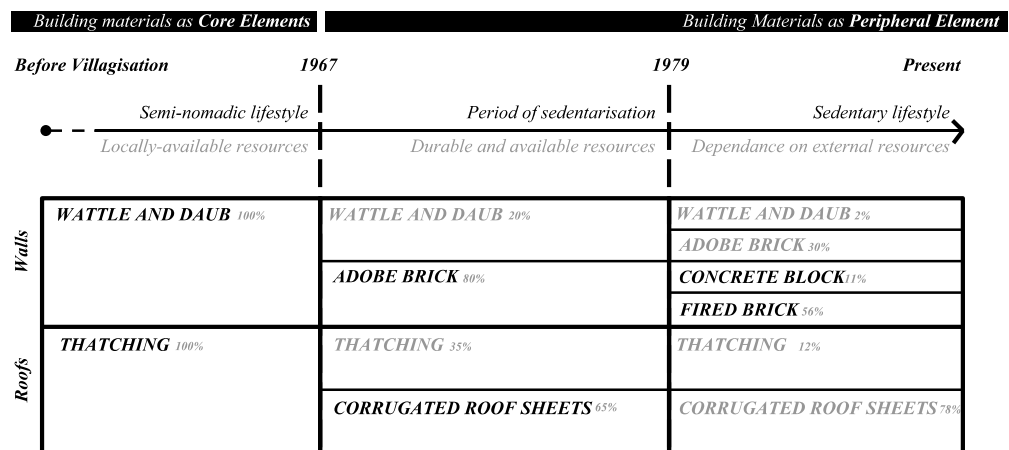 Building materials as Core Elements
Building Materials as Peripheral Element
Before Villagisation
1967
1979
Present
Semi-nomadic lifestyle
Period of sedentarisation
Sedentary lifestyle
Locally-available resources
Durable and available resources
Dependance on external resources
Walls
WATTLE AND DAUB 100%
WATTLE AND DAUB 20%
WATTLE AND DAUB 2%
ADOBE BRICK 30%
ADOBE BRICK 80%
CONCRETE BLOCK 11%
FIRED BRICK 56%
Roofs
THATCHING 100%
THATCHING 35%
THATCHING 12%
CORRUGATED ROOF SHEETS 65%
CORRUGATED ROOF SHEETS 78%